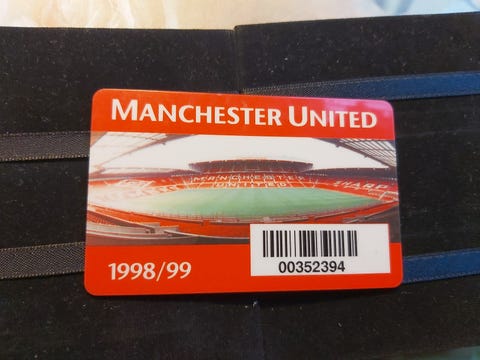 MANCHESTER UNITED
MANCHESTER
UNITED
SHARP
1998/99
00352394